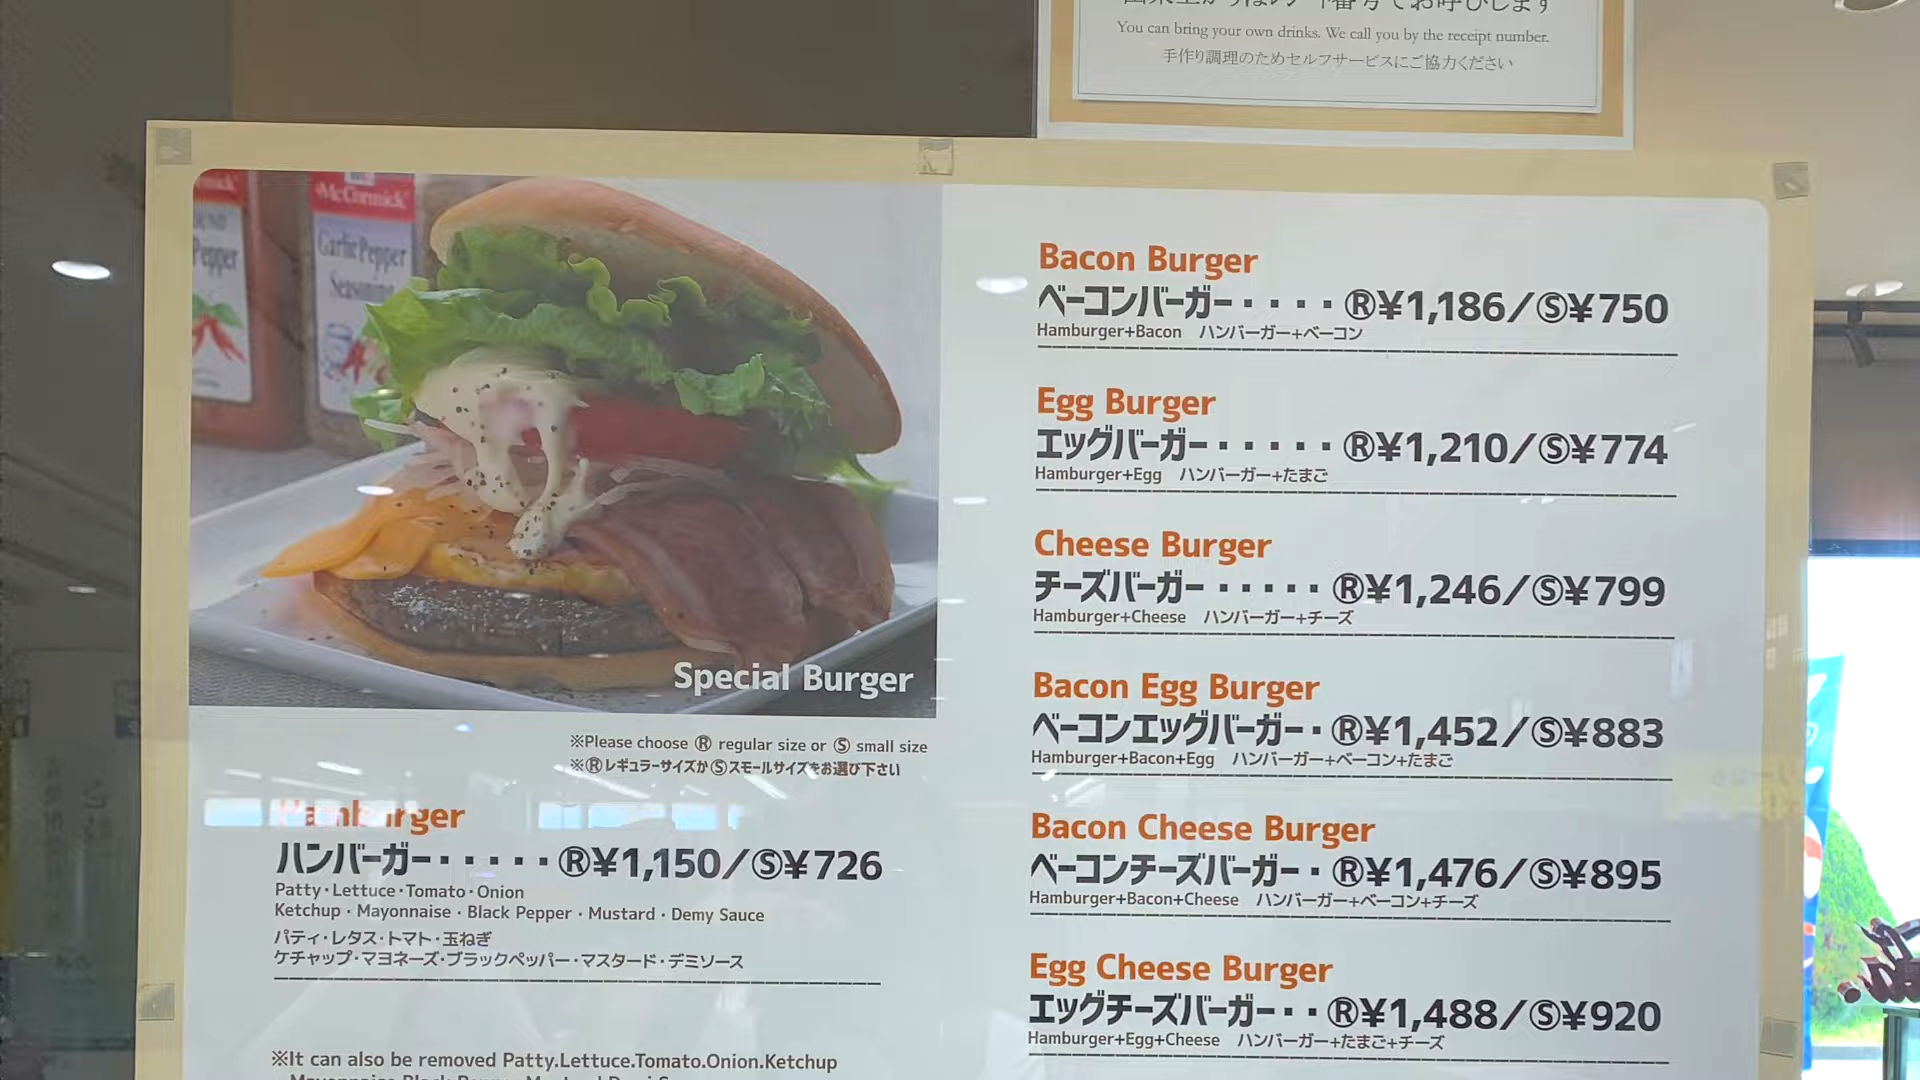 You can bring your own drinks. We call you by the receipt number.
手作り調理のためセルフサービスにご協力ください
McCormick
Pepper
Garlic Pepper
Seasoning
Special Burger
※Please choose Ⓡ regular size or Ⓢ small size
※Ⓡレギュラーサイズか Ⓢスモールサイズをお選び下さい
Hamburger
ハンバーガー・・・・・Ⓡ¥1,150/Ⓢ¥726
Patty・Lettuce・Tomato・Onion
Ketchup・Mayonnaise・Black Pepper・Mustard・Demy Sauce
パティ・レタス・トマト・玉ねぎ
ケチャップ・マヨネーズ・ブラックペッパー・マスタード・デミソース
※It can also be removed Patty.Lettuce.Tomato.Onion.Ketchup
Bacon Burger
ベーコンバーガー・・・・Ⓡ¥1,186/Ⓢ¥750
Hamburger+Bacon ハンバーガー+ベーコン
Egg Burger
エッグバーガー・・・・・Ⓡ¥1,210/Ⓢ¥774
Hamburger+Egg ハンバーガー+たまご
Cheese Burger
チーズバーガー・・・・・Ⓡ¥1,246/Ⓢ¥799
Hamburger+Cheese ハンバーガー+チーズ
Bacon Egg Burger
ベーコンエッグバーガー・Ⓡ¥1,452/Ⓢ¥883
Hamburger+Bacon+Egg ハンバーガー+ベーコン+たまご
Bacon Cheese Burger
ベーコンチーズバーガー・Ⓡ¥1,476/Ⓢ¥895
Hamburger+Bacon+Cheese ハンバーガー+ベーコン+チーズ
Egg Cheese Burger
エッグチーズバーガー・・Ⓡ¥1,488/Ⓢ¥920
Hamburger+Egg+Cheese ハンバーガー+たまご+チーズ